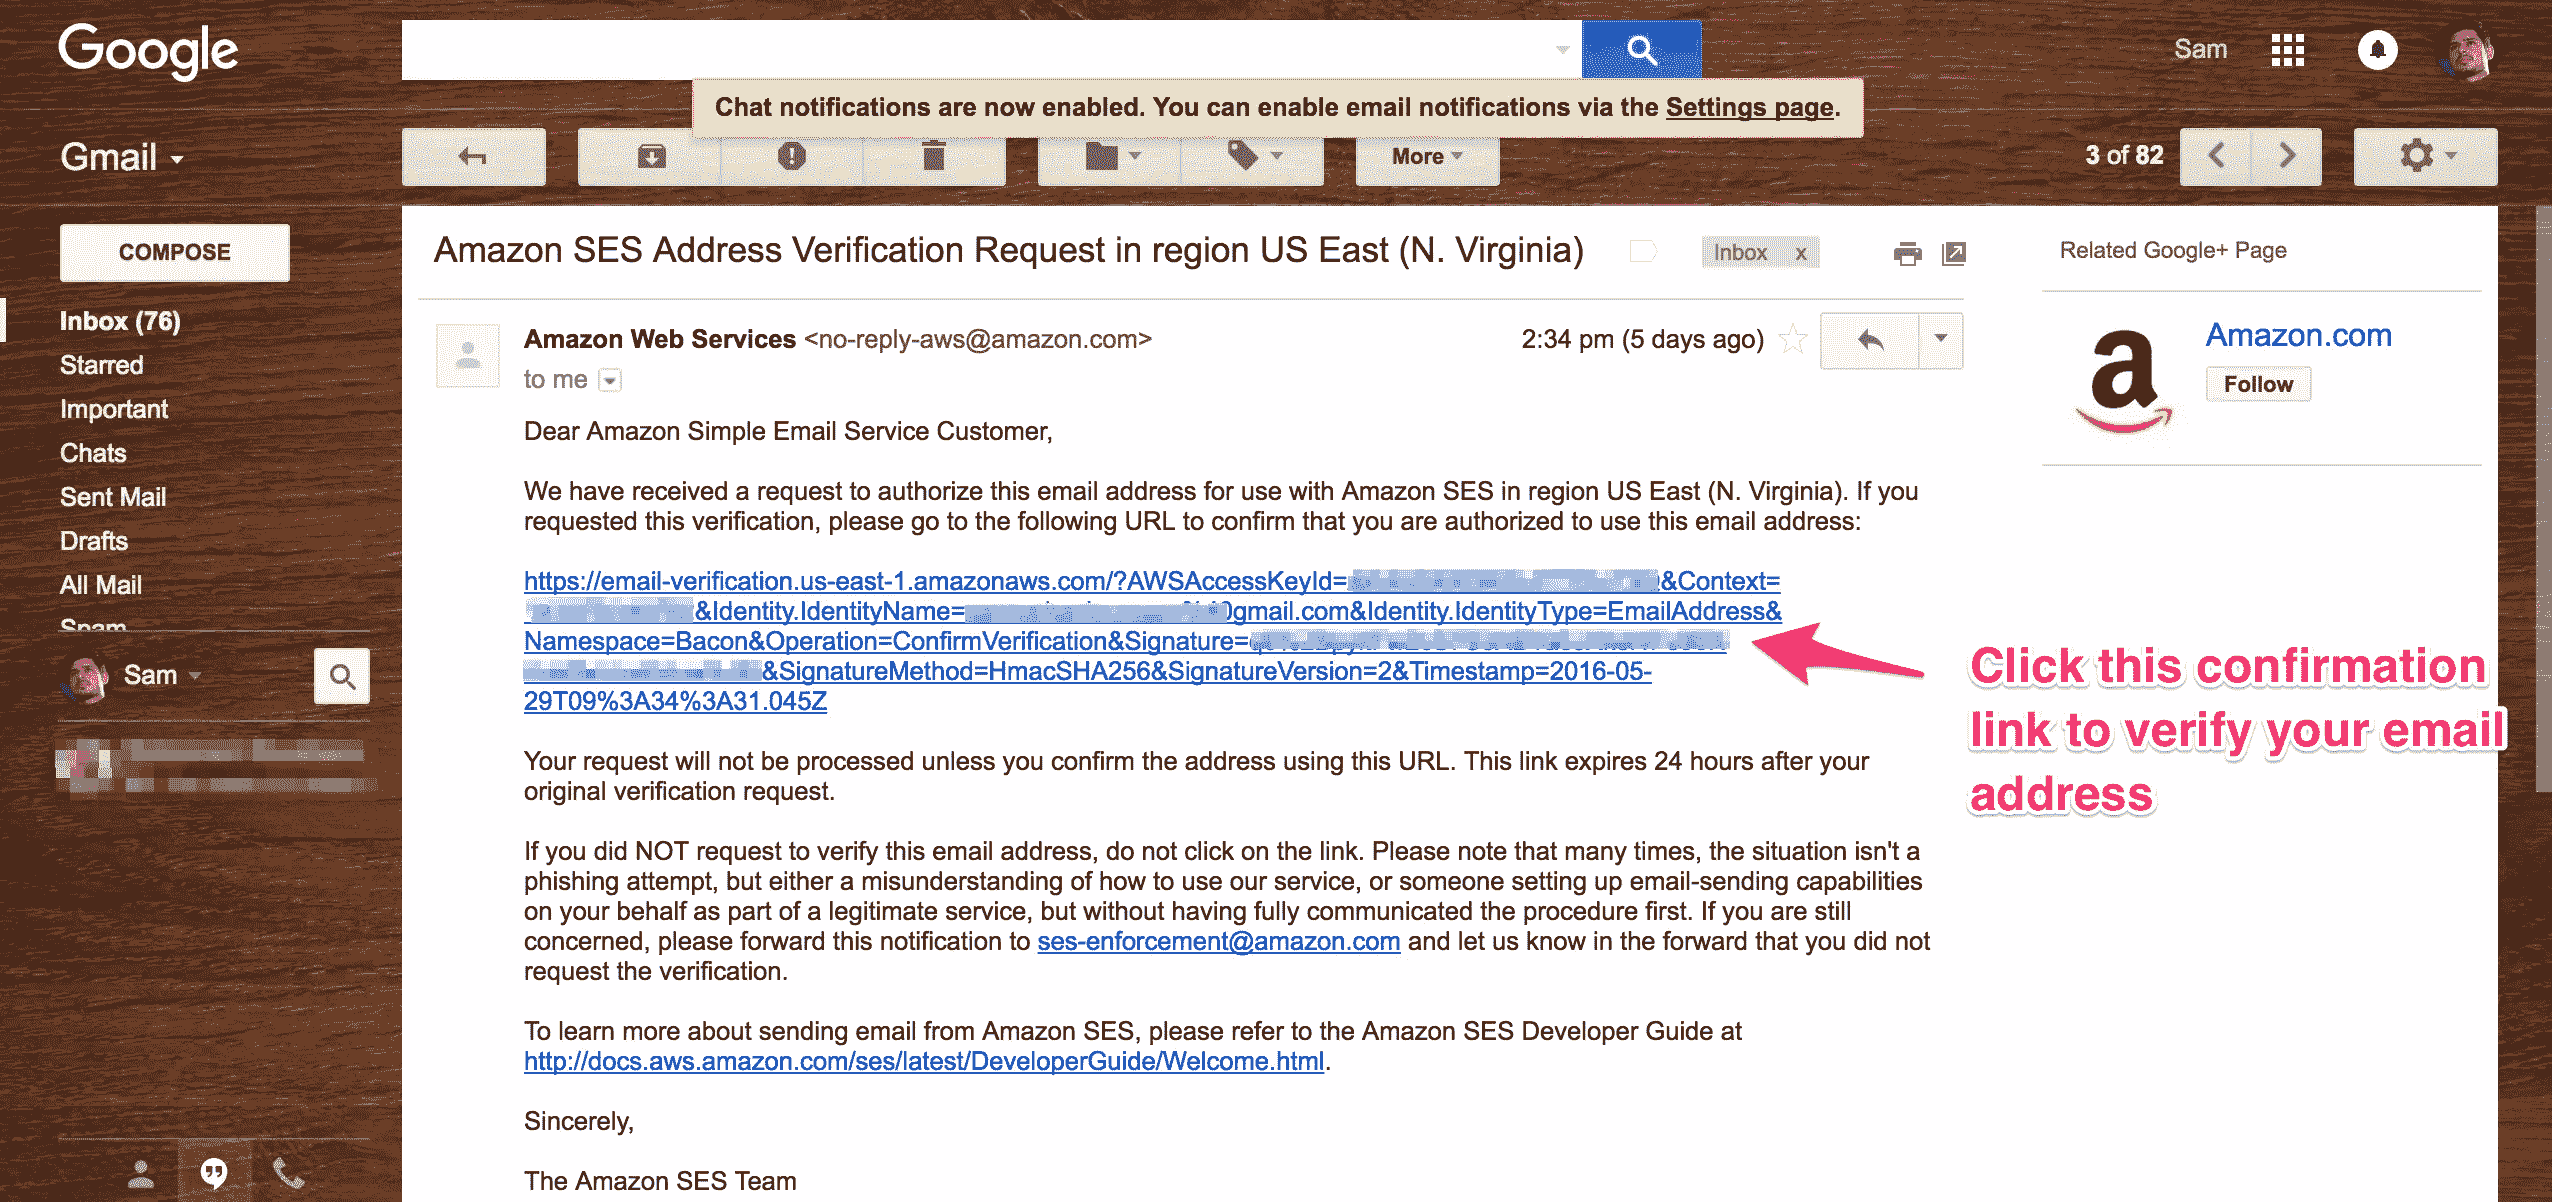 Google
Sam
Chat notifications are now enabled. You can enable email notifications via the Settings page.
Gmail
More
3 of 82
COMPOSE
Inbox (76)
Starred
Important
Chats
Sent Mail
Drafts
All Mail
Spam
Sam
Amazon SES Address Verification Request in region US East (N. Virginia)
Inbox x
Amazon Web Services <no-reply-aws@amazon.com>
2:34 pm (5 days ago)
to me
Dear Amazon Simple Email Service Customer,
We have received a request to authorize this email address for use with Amazon SES in region US East (N. Virginia). If you
requested this verification, please go to the following URL to confirm that you are authorized to use this email address:
https://email-verification.us-east-1.amazonaws.com/?AWSAccessKeyId= &Context=
&Identity.IdentityName= gmail.com&Identity.IdentityType=EmailAddress&
Namespace=Bacon&Operation=ConfirmVerification&Signature=
&SignatureMethod=HmacSHA256&SignatureVersion=2&Timestamp=2016-05-
29T09%3A34%3A31.045Z
Your request will not be processed unless you confirm the address using this URL. This link expires 24 hours after your
original verification request.
If you did NOT request to verify this email address, do not click on the link. Please note that many times, the situation isn't a
phishing attempt, but either a misunderstanding of how to use our service, or someone setting up email-sending capabilities
on your behalf as part of a legitimate service, but without having fully communicated the procedure first. If you are still
concerned, please forward this notification to ses-enforcement@amazon.com and let us know in the forward that you did not
request the verification.
To learn more about sending email from Amazon SES, please refer to the Amazon SES Developer Guide at
http://docs.aws.amazon.com/ses/latest/DeveloperGuide/Welcome.html.
Sincerely,
The Amazon SES Team
Related Google+ Page
a
Amazon.com
Follow
Click this confirmation
link to verify your email
address